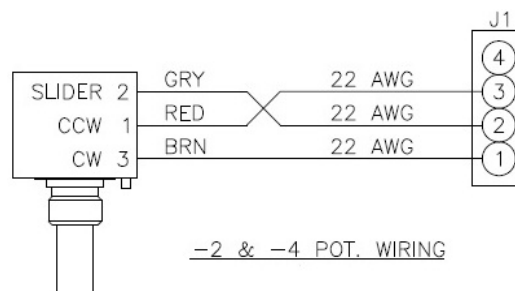 J1
4
SLIDER 2 GRY 22 AWG 3
CCW 1 RED 22 AWG 2
CW 3 BRN 22 AWG 1
-2 & -4 POT. WIRING